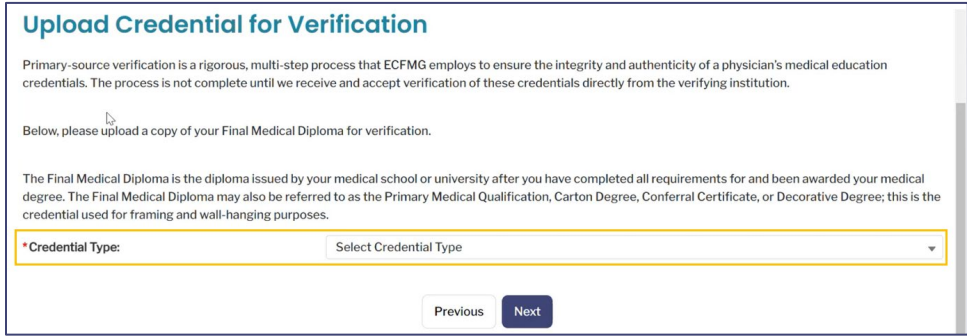 Upload Credential for Verification
Primary-source verification is a rigorous, multi-step process that ECFMG employs to ensure the integrity and authenticity of a physician's medical education
credentials. The process is not complete until we receive and accept verification of these credentials directly from the verifying institution.
Below, please upload a copy of your Final Medical Diploma for verification.
The Final Medical Diploma is the diploma issued by your medical school or university after you have completed all requirements for and been awarded your medical
degree. The Final Medical Diploma may also be referred to as the Primary Medical Qualification, Carton Degree, Conferral Certificate, or Decorative Degree; this is the
credential used for framing and wall-hanging purposes.
*Credential Type: Select Credential Type
Previous Next